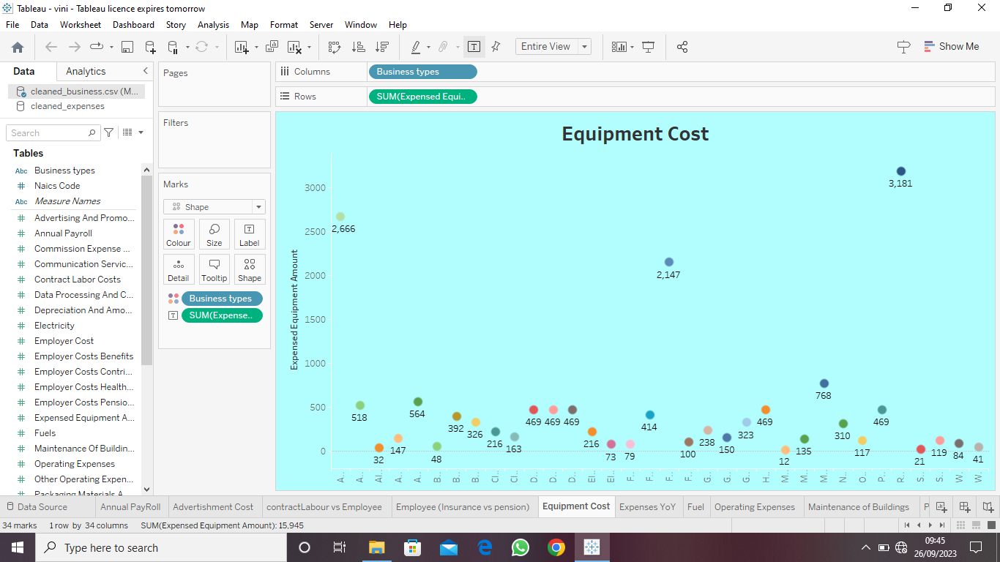 Tableau - vini - Tableau licence expires tomorrow
File Data Worksheet Dashboard Story Analysis Map Format Server Window Help
Entire View
Show Me
Data Analytics
cleaned_business.csv (M...
cleaned_expenses
Search
Tables
Abc Business types
# Naics Code
Abc Measure Names
# Advertising And Promo...
# Annual Payroll
# Commission Expense ...
# Communication Servic...
# Contract Labor Costs
# Data Processing And C...
# Depreciation And Amo...
# Electricity
# Employer Cost
# Employer Costs Benefits
# Employer Costs Contri...
# Employer Costs Health...
# Employer Costs Pensio...
# Expensed Equipment A...
# Fuels
# Maintenance Of Buildin...
# Operating Expenses
# Other Operating Expen...
Pages
Filters
Marks
Shape
Colour Size Label
Detail Tooltip Shape
Business types
SUM(Expense..
Columns Business types
Rows SUM(Expensed Equi..
Equipment Cost
Expensed Equipment Amount
3000
2500
2000
1500
1000
500
0
2,666
518
32
147
564
48
392
326
216
163
469
469
469
216
73
79
414
2,147
100
238
150
323
469
12
135
768
310
117
469
3,181
21
119
84
41
A.. A.. Al.. A.. A.. B.. B.. B.. Cl.. Cl.. D.. D.. D.. El.. El.. F.. F.. F.. F.. G.. G.. G.. H.. M.. M.. M.. N.. O.. P.. R.. S.. S.. W.. W..
Data Source Annual PayRoll Advertishment Cost contractLabour vs Employee Employee (Insurance vs pension) Equipment Cost Expenses YoY Fuel Operating Expenses Maintenance of Buildings
34 marks 1 row by 34 columns SUM(Expensed Equipment Amount): 15,945
Type here to search
09:45
26/09/2023